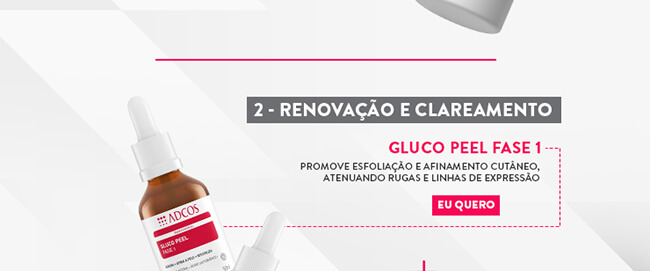 2 - RENOVAÇÃO E CLAREAMENTO
GLUCO PEEL FASE 1
PROMOVE ESFOLIAÇÃO E AFINAMENTO CUTÂNEO,
ATENUANDO RUGAS E LINHAS DE EXPRESSÃO
EU QUERO
ADCOS
GLUCO PEEL
FASE 1